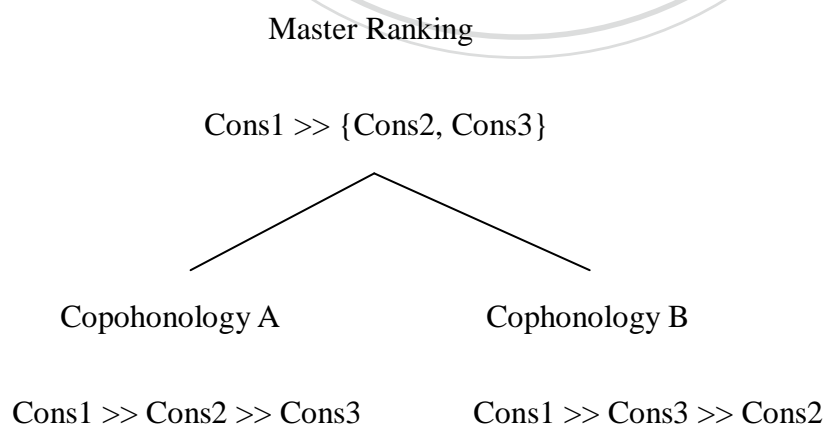 Master Ranking
Cons1 >> {Cons2, Cons3}
Copohonology A Cophonology B
Cons1 >> Cons2 >> Cons3 Cons1 >> Cons3 >> Cons2